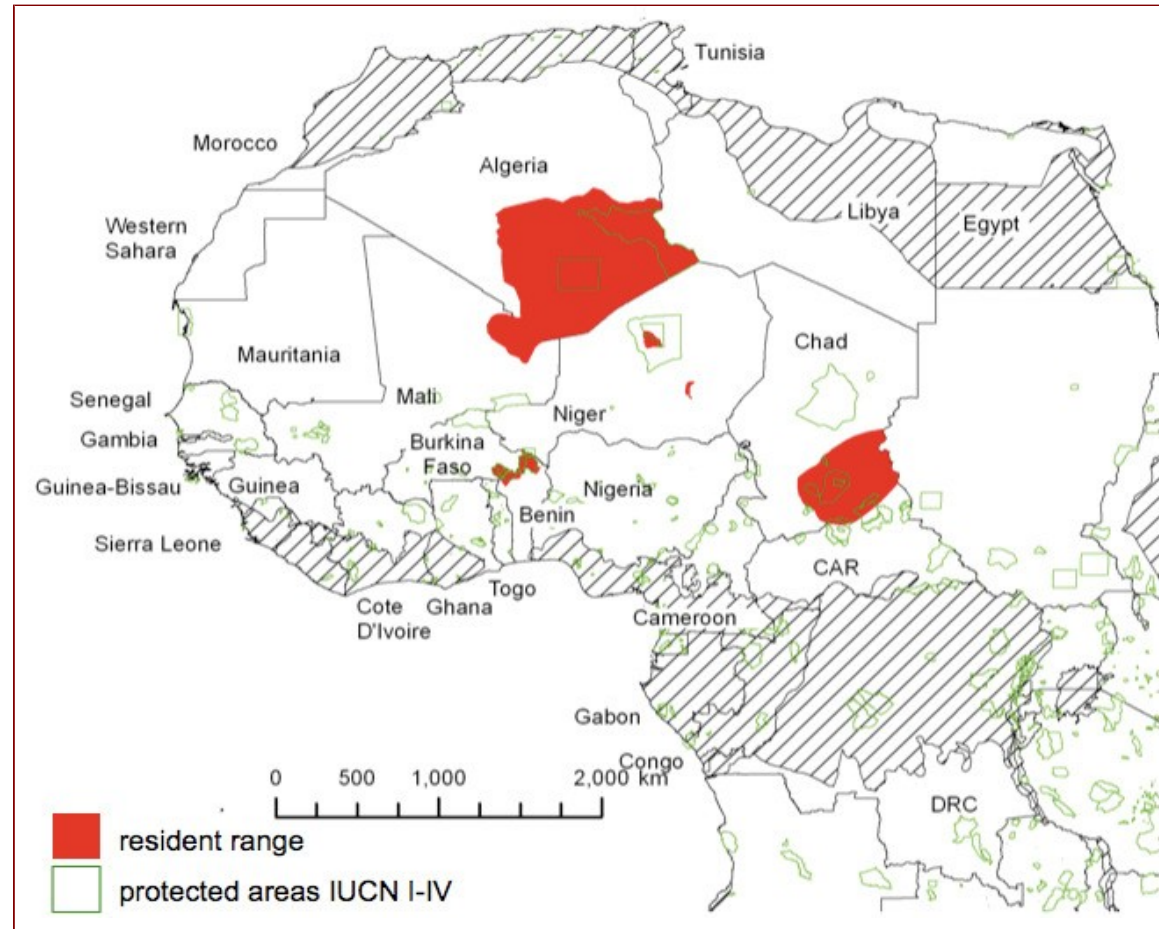 Tunisia
Morocco
Algeria
Western
Sahara
Libya
Egypt
Mauritania
Chad
Senegal
Mali
Niger
Gambia
Burkina
Faso
Guinea-Bissau
Guinea
Nigeria
Benin
Sierra Leone
CAR
Togo
Cote
D'Ivoire
Ghana
Cameroon
Gabon
Congo
0 500 1,000 2,000 km
DRC
resident range
protected areas IUCN I-IV